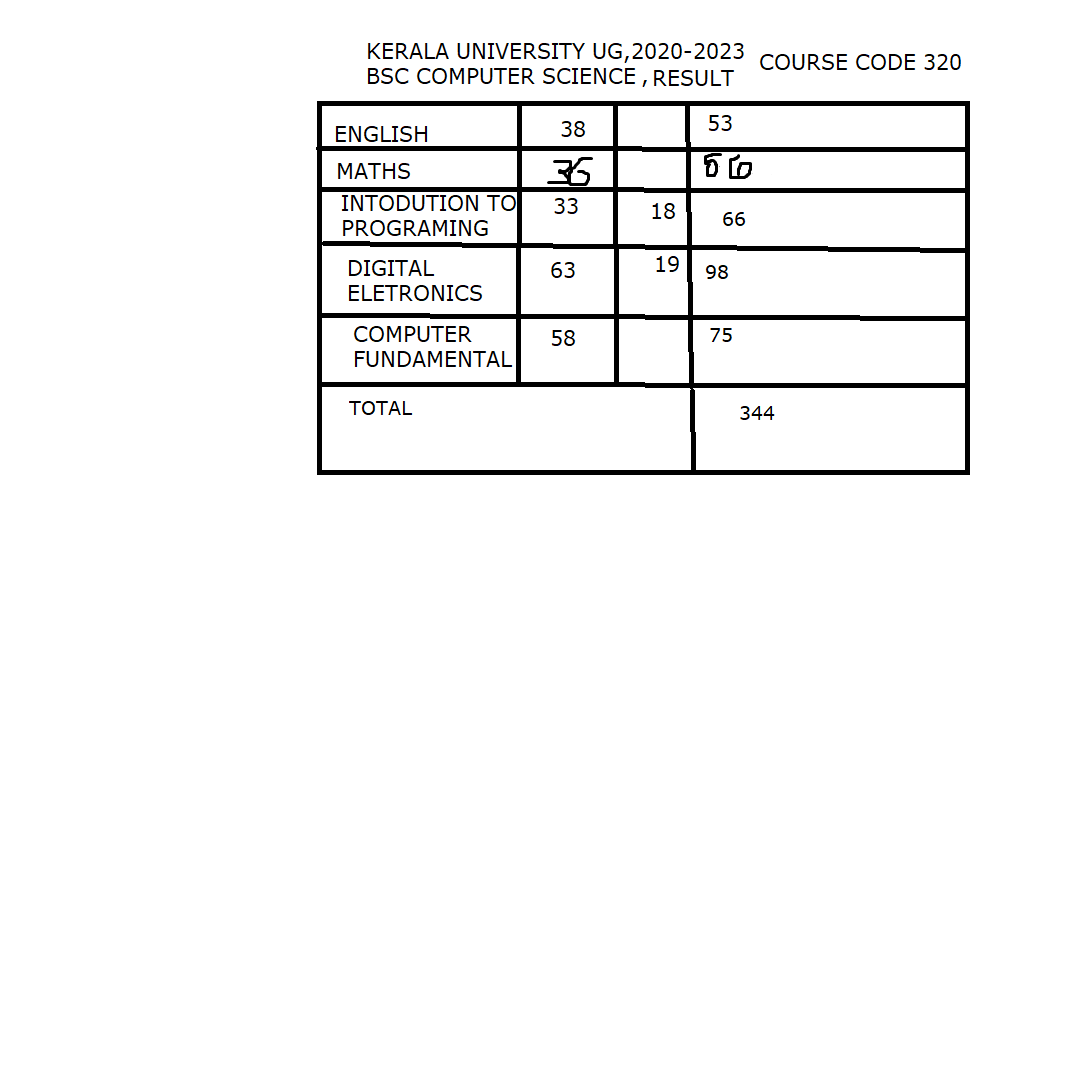 KERALA UNIVERSITY UG,2020-2023
BSC COMPUTER SCIENCE , RESULT
COURSE CODE 320
ENGLISH 38 53
MATHS 36
INTODUTION TO
PROGRAMING 33 18 66
DIGITAL
ELETRONICS 63 19 98
COMPUTER
FUNDAMENTAL 58 75
TOTAL 344